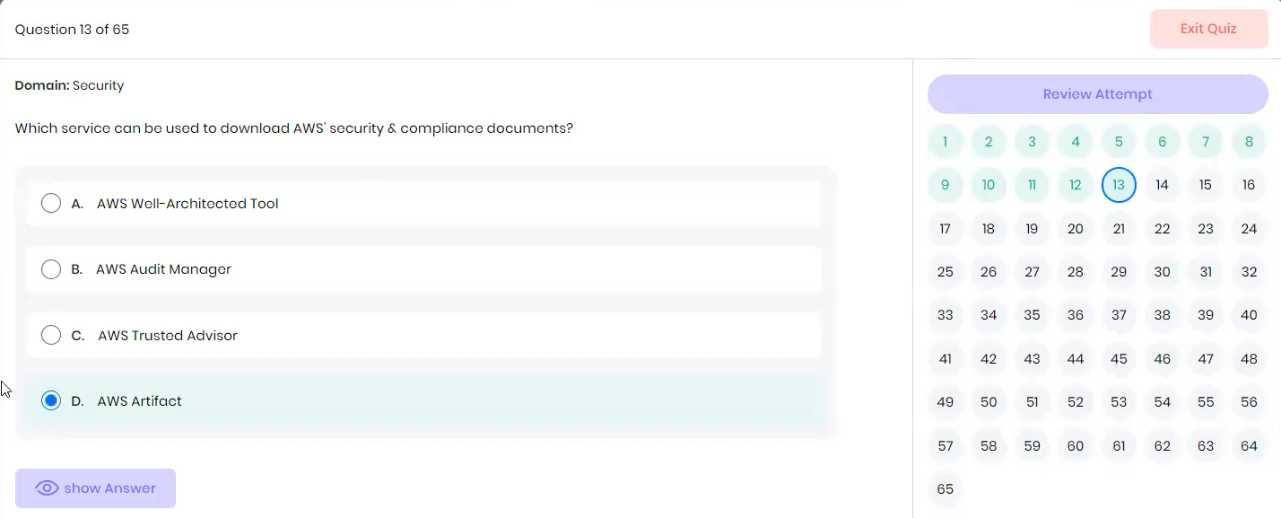 Question 13 of 65
Exit Quiz
Domain: Security
Which service can be used to download AWS' security & compliance documents?
A. AWS Well-Architected Tool
B. AWS Audit Manager
C. AWS Trusted Advisor
D. AWS Artifact
show Answer
Review Attempt
1 2 3 4 5 6 7 8
9 10 11 12 13 14 15 16
17 18 19 20 21 22 23 24
25 26 27 28 29 30 31 32
33 34 35 36 37 38 39 40
41 42 43 44 45 46 47 48
49 50 51 52 53 54 55 56
57 58 59 60 61 62 63 64
65